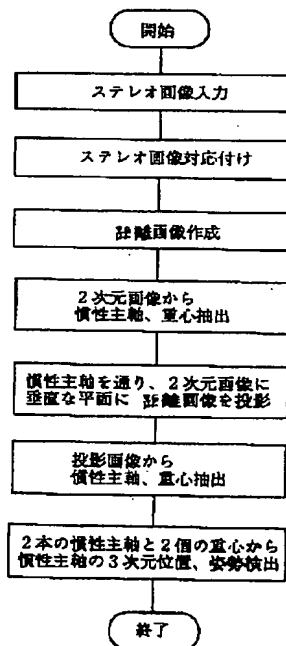 開始
ステレオ画像入力
ステレオ画像対応付け
距離画像作成
2次元画像から
慣性主軸、重心抽出
慣性主軸を通り、2次元画像に
垂直な平面に距離画像を投影
投影画像から
慣性主軸、重心抽出
2本の慣性主軸と2個の重心から
慣性主軸の3次元位置、姿勢検出
終了